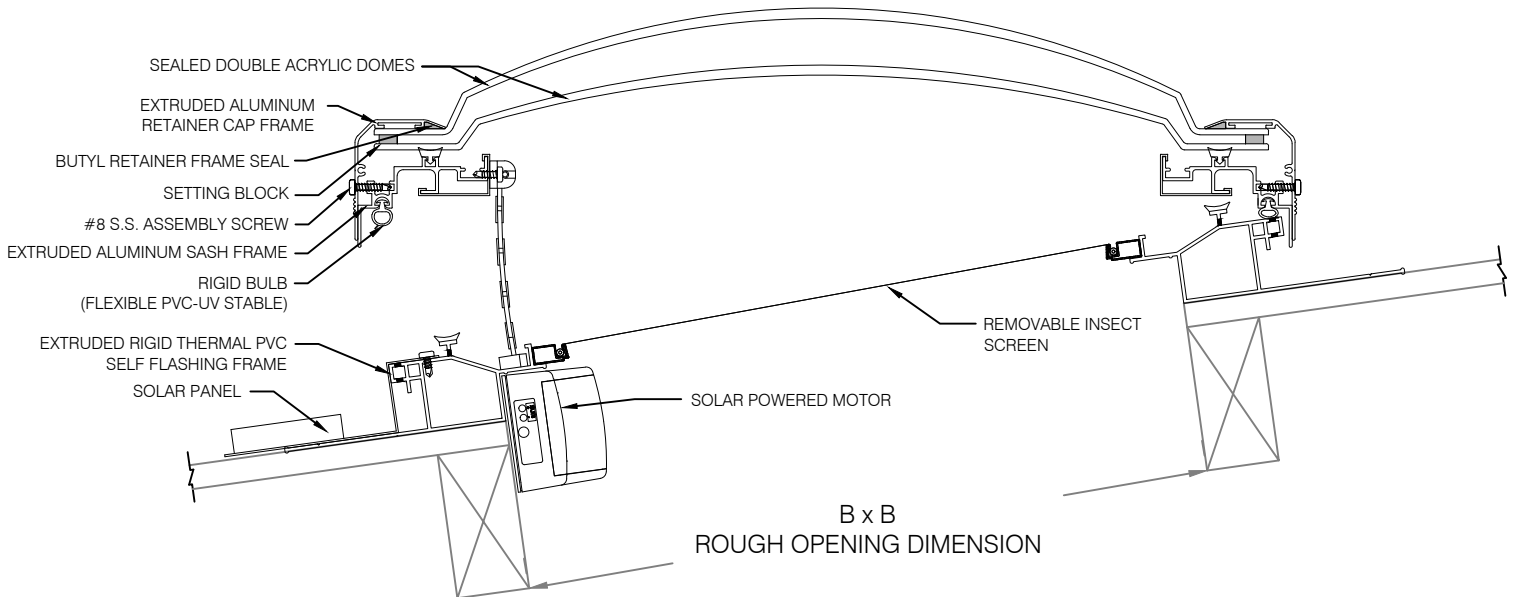 SEALED DOUBLE ACRYLIC DOMES
EXTRUDED ALUMINUM
RETAINER CAP FRAME
BUTYL RETAINER FRAME SEAL
SETTING BLOCK
#8 S.S. ASSEMBLY SCREW
EXTRUDED ALUMINUM SASH FRAME
RIGID BULB
(FLEXIBLE PVC-UV STABLE)
EXTRUDED RIGID THERMAL PVC
SELF FLASHING FRAME
SOLAR PANEL
REMOVABLE INSECT
SCREEN
SOLAR POWERED MOTOR
B x B
ROUGH OPENING DIMENSION